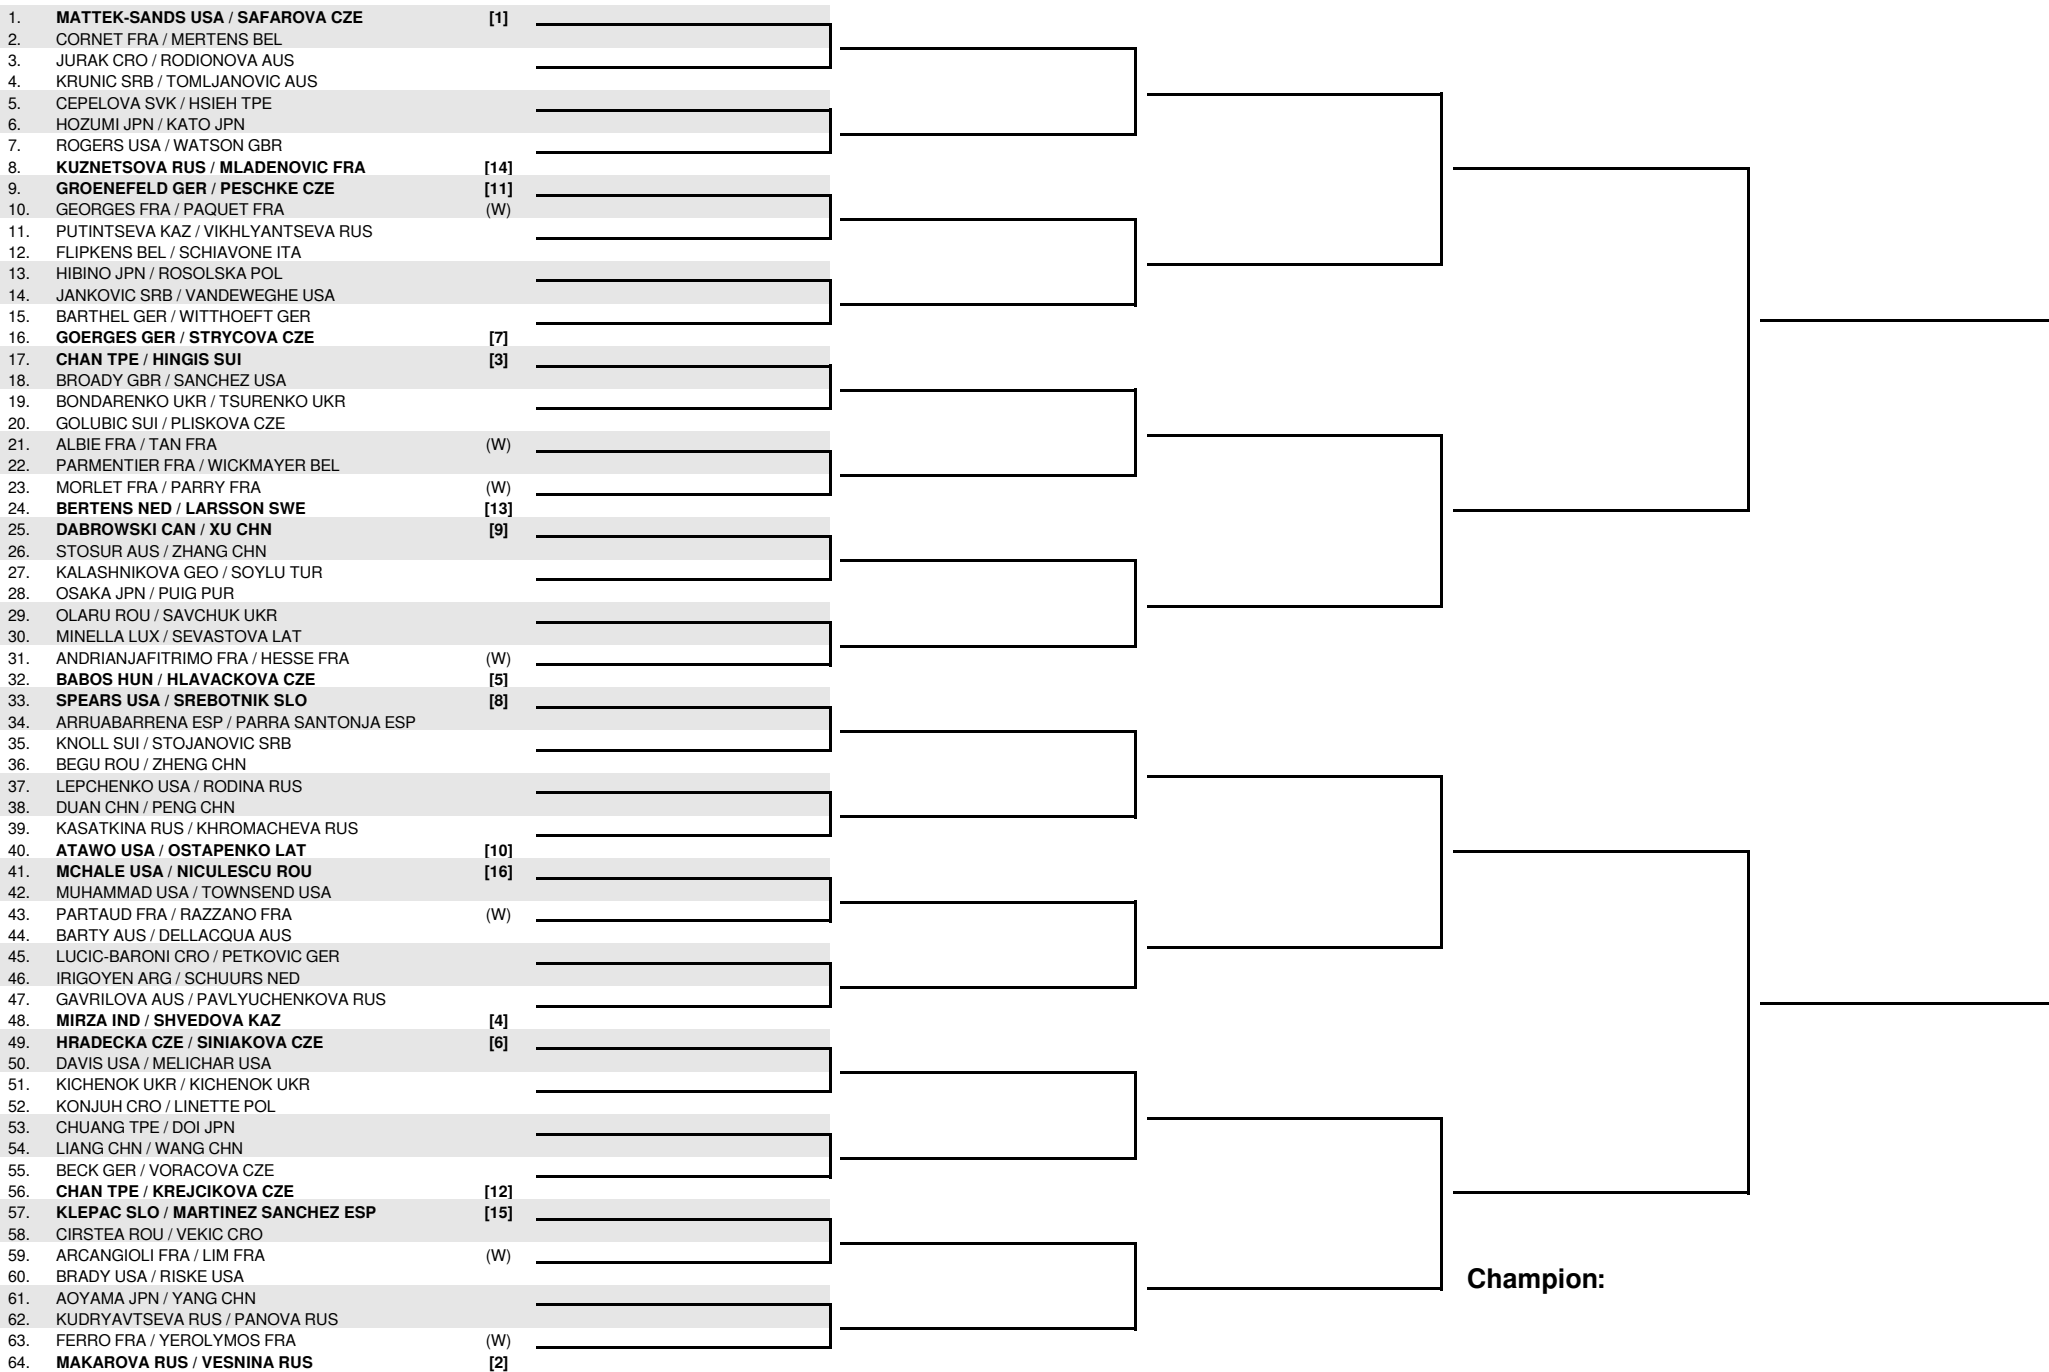 1. MATTEK-SANDS USA / SAFAROVA CZE [1]
2. CORNET FRA / MERTENS BEL
3. JURAK CRO / RODIONOVA AUS
4. KRUNIC SRB / TOMLJANOVIC AUS
5. CEPELOVA SVK / HSIEH TPE
6. HOZUMI JPN / KATO JPN
7. ROGERS USA / WATSON GBR
8. KUZNETSOVA RUS / MLADENOVIC FRA [14]
9. GROENEFELD GER / PESCHKE CZE [11]
10. GEORGES FRA / PAQUET FRA (W)
11. PUTINTSEVA KAZ / VIKHLYANTSEVA RUS
12. FLIPKENS BEL / SCHIAVONE ITA
13. HIBINO JPN / ROSOLSKA POL
14. JANKOVIC SRB / VANDEWEGHE USA
15. BARTHEL GER / WITTHOEFT GER
16. GOERGES GER / STRYCOVA CZE [7]
17. CHAN TPE / HINGIS SUI [3]
18. BROADY GBR / SANCHEZ USA
19. BONDARENKO UKR / TSURENKO UKR
20. GOLUBIC SUI / PLISKOVA CZE
21. ALBIE FRA / TAN FRA (W)
22. PARMENTIER FRA / WICKMAYER BEL
23. MORLET FRA / PARRY FRA (W)
24. BERTENS NED / LARSSON SWE [13]
25. DABROWSKI CAN / XU CHN [9]
26. STOSUR AUS / ZHANG CHN
27. KALASHNIKOVA GEO / SOYLU TUR
28. OSAKA JPN / PUIG PUR
29. OLARU ROU / SAVCHUK UKR
30. MINELLA LUX / SEVASTOVA LAT
31. ANDRIANJAFITRIMO FRA / HESSE FRA (W)
32. BABOS HUN / HLAVACKOVA CZE [5]
33. SPEARS USA / SREBOTNIK SLO [8]
34. ARRUABARRENA ESP / PARRA SANTONJA ESP
35. KNOLL SUI / STOJANOVIC SRB
36. BEGU ROU / ZHENG CHN
37. LEPCHENKO USA / RODINA RUS
38. DUAN CHN / PENG CHN
39. KASATKINA RUS / KHROMACHEVA RUS
40. ATAWO USA / OSTAPENKO LAT [10]
41. MCHALE USA / NICULESCU ROU [16]
42. MUHAMMAD USA / TOWNSEND USA
43. PARTAUD FRA / RAZZANO FRA (W)
44. BARTY AUS / DELLACQUA AUS
45. LUCIC-BARONI CRO / PETKOVIC GER
46. IRIGOYEN ARG / SCHUURS NED
47. GAVRILOVA AUS / PAVLYUCHENKOVA RUS
48. MIRZA IND / SHVEDOVA KAZ [4]
49. HRADECKA CZE / SINIAKOVA CZE [6]
50. DAVIS USA / MELICHAR USA
51. KICHENOK UKR / KICHENOK UKR
52. KONJUH CRO / LINETTE POL
53. CHUANG TPE / DOI JPN
54. LIANG CHN / WANG CHN
55. BECK GER / VORACOVA CZE
56. CHAN TPE / KREJCIKOVA CZE [12]
57. KLEPAC SLO / MARTINEZ SANCHEZ ESP [15]
58. CIRSTEA ROU / VEKIC CRO
59. ARCANGIOLI FRA / LIM FRA (W)
60. BRADY USA / RISKE USA
Champion:
61. AOYAMA JPN / YANG CHN
62. KUDRYAVTSEVA RUS / PANOVA RUS
63. FERRO FRA / YEROLYMOS FRA (W)
64. MAKAROVA RUS / VESNINA RUS [2]